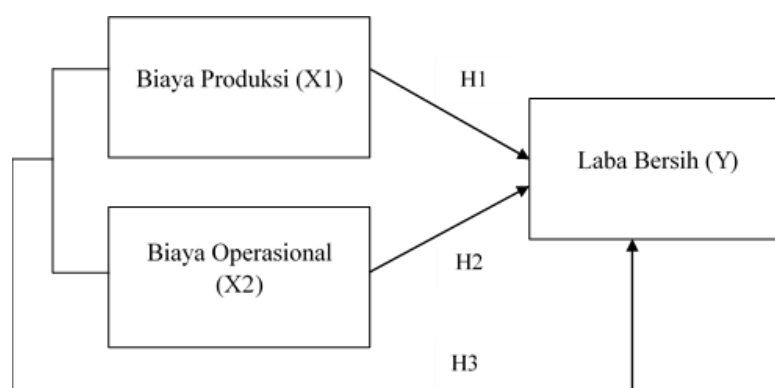 Biaya Produksi (X1)
H1
Laba Bersih (Y)
Biaya Operasional
(X2)
H2
H3